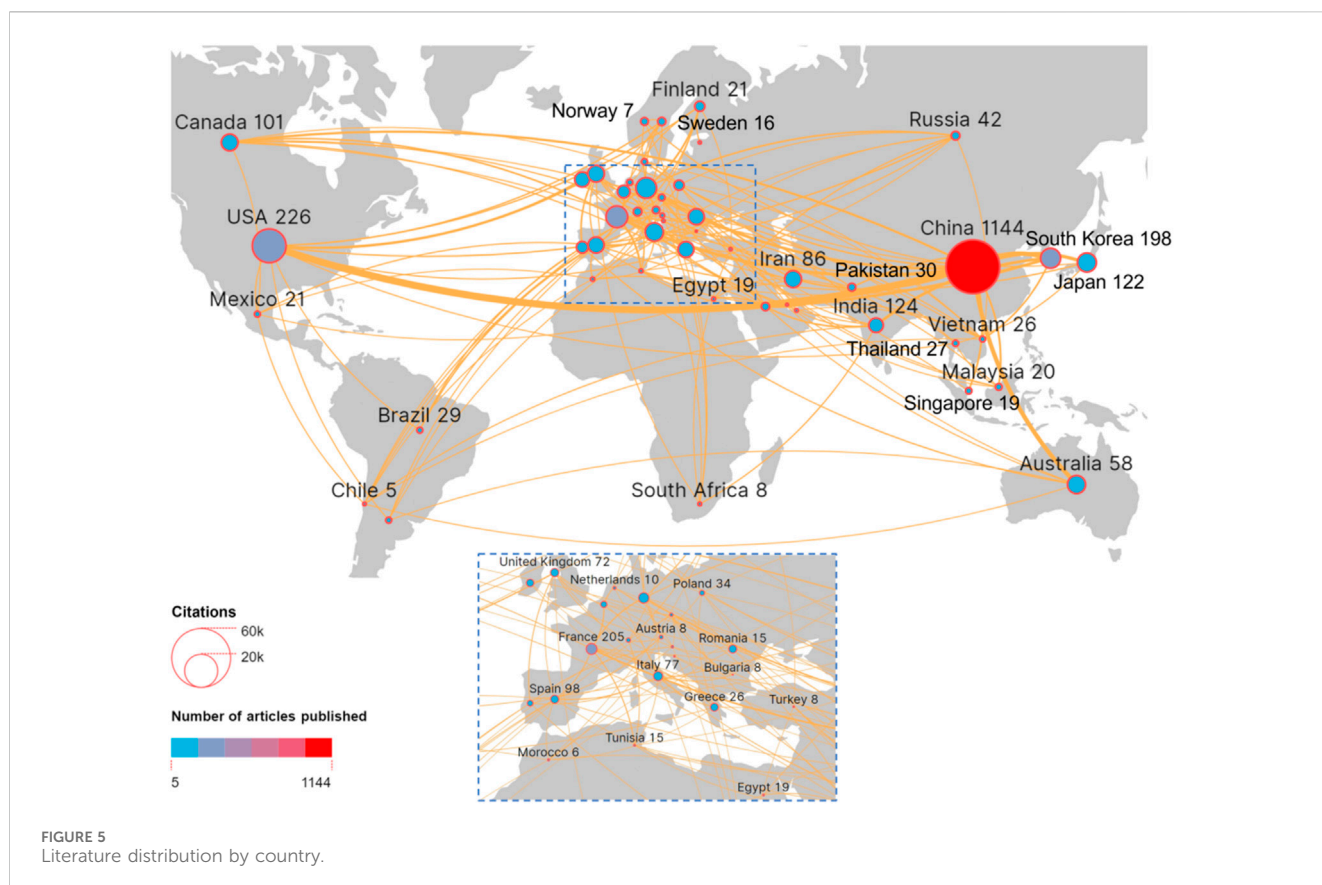 Finland 21
Norway 7
Sweden 16
Canada 101
Russia 42
USA 226
China 1144
South Korea 198
Iran 86
Pakistan 30
Japan 122
Mexico 21
Egypt 19
India 124
Vietnam 26
Thailand 27
Malaysia 20
Singapore 19
Brazil 29
Australia 58
Chile 5
South Africa 8
United Kingdom 72
Netherlands 10
Poland 34
France 205
Austria 8
Romania 15
Italy 77
Bulgaria 8
Spain 98
Greece 26
Turkey 8
Tunisia 15
Morocco 6
Egypt 19
Citations
60k
20k
Number of articles published
5 1144
FIGURE 5
Literature distribution by country.